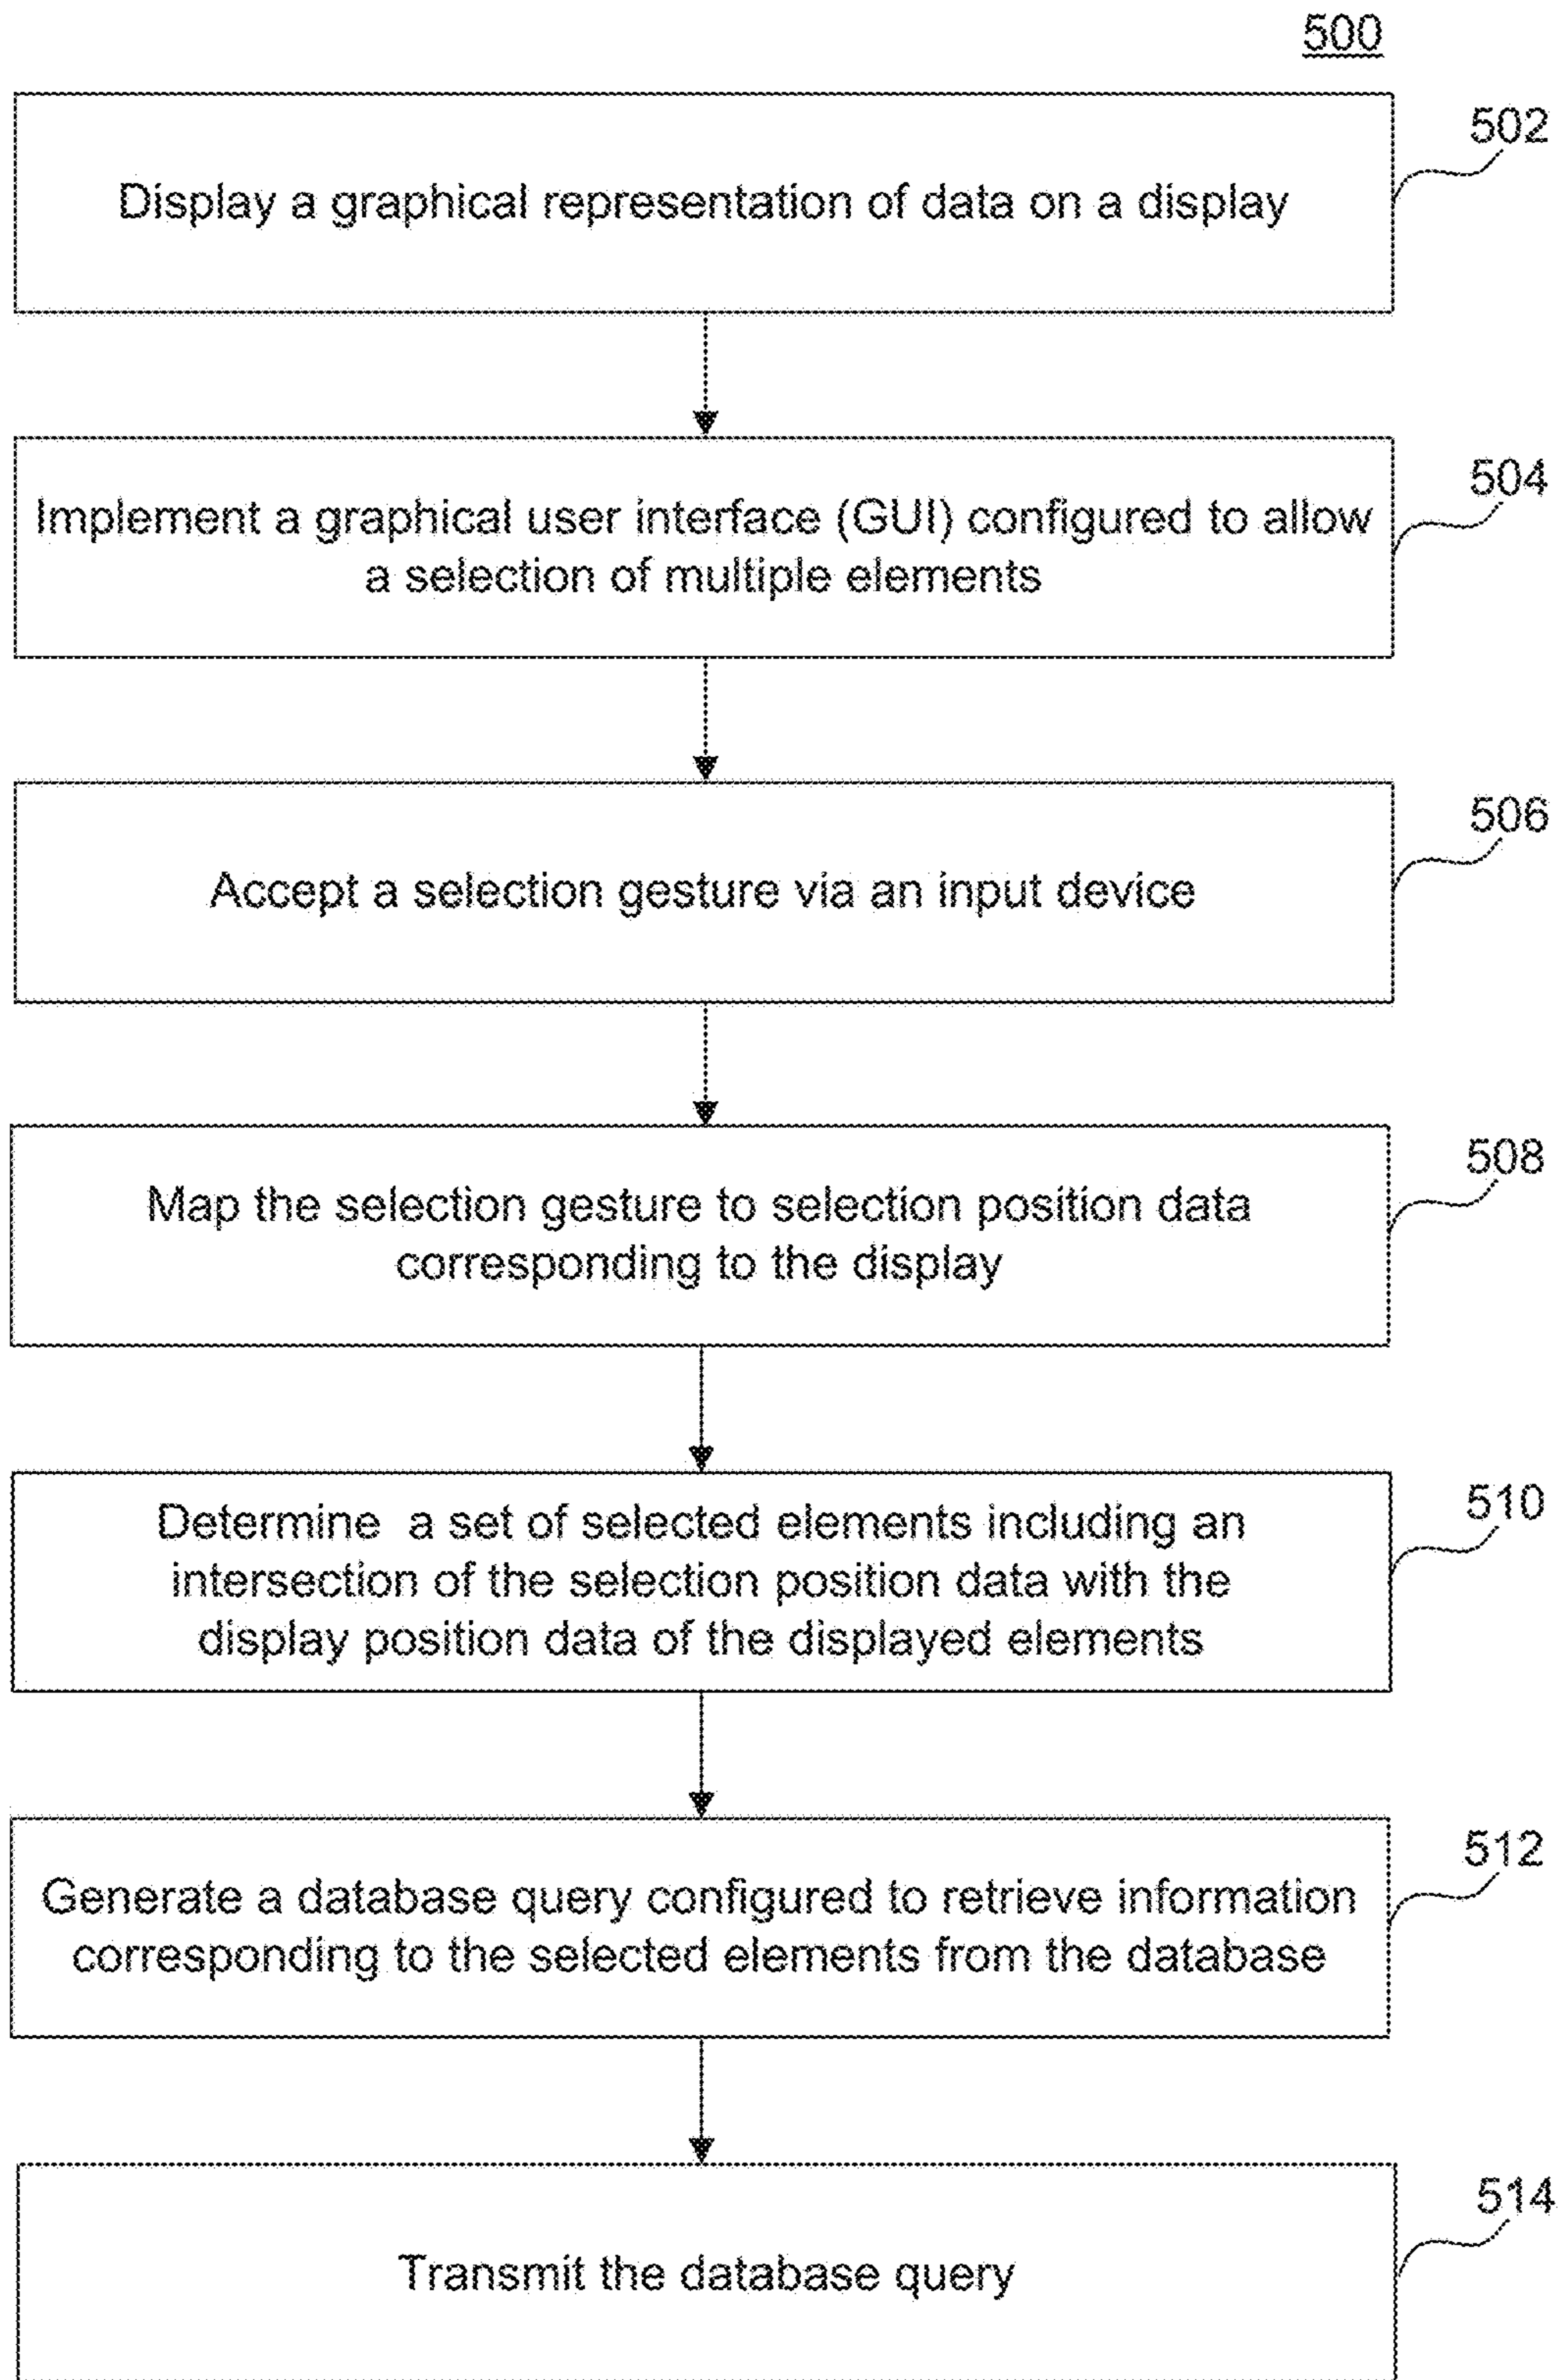 500
502
Display a graphical representation of data on a display
504
Implement a graphical user interface (GUI) configured to allow
a selection of multiple elements
506
Accept a selection gesture via an input device
508
Map the selection gesture to selection position data
corresponding to the display
510
Determine a set of selected elements including an
intersection of the selection position data with the
display position data of the displayed elements
512
Generate a database query configured to retrieve information
corresponding to the selected elements from the database
514
Transmit the database query